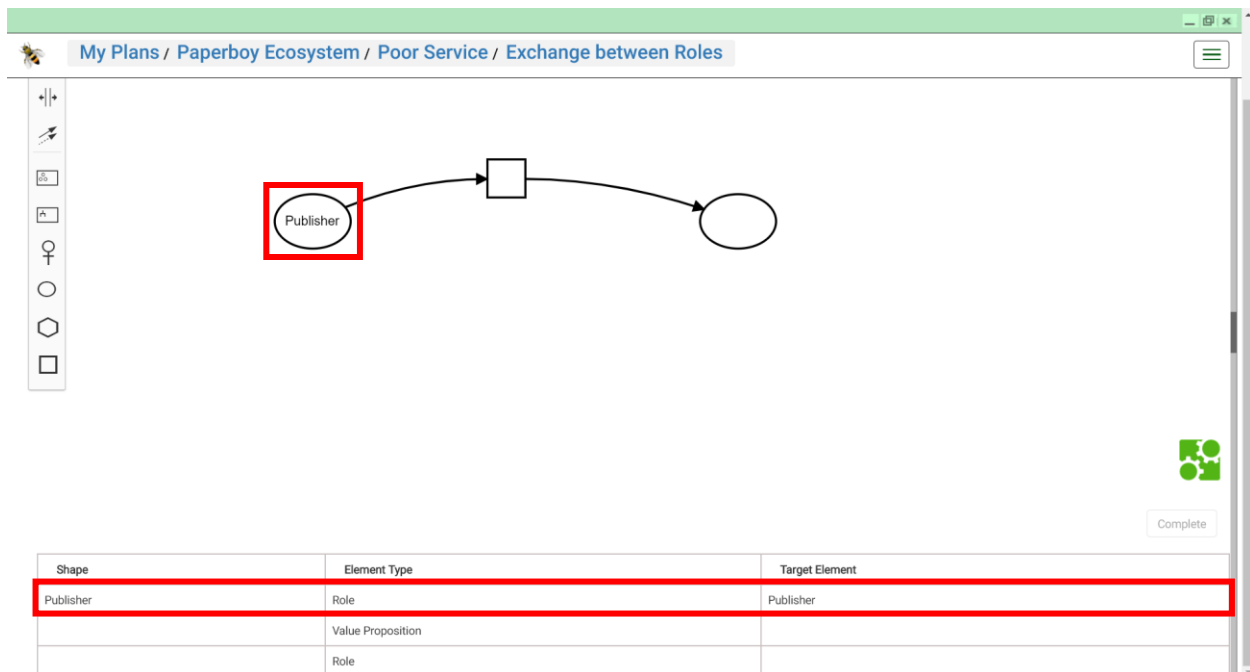 My Plans / Paperboy Ecosystem / Poor Service / Exchange between Roles
Publisher
Complete
Shape Element Type Target Element
Publisher Role Publisher
Value Proposition
Role